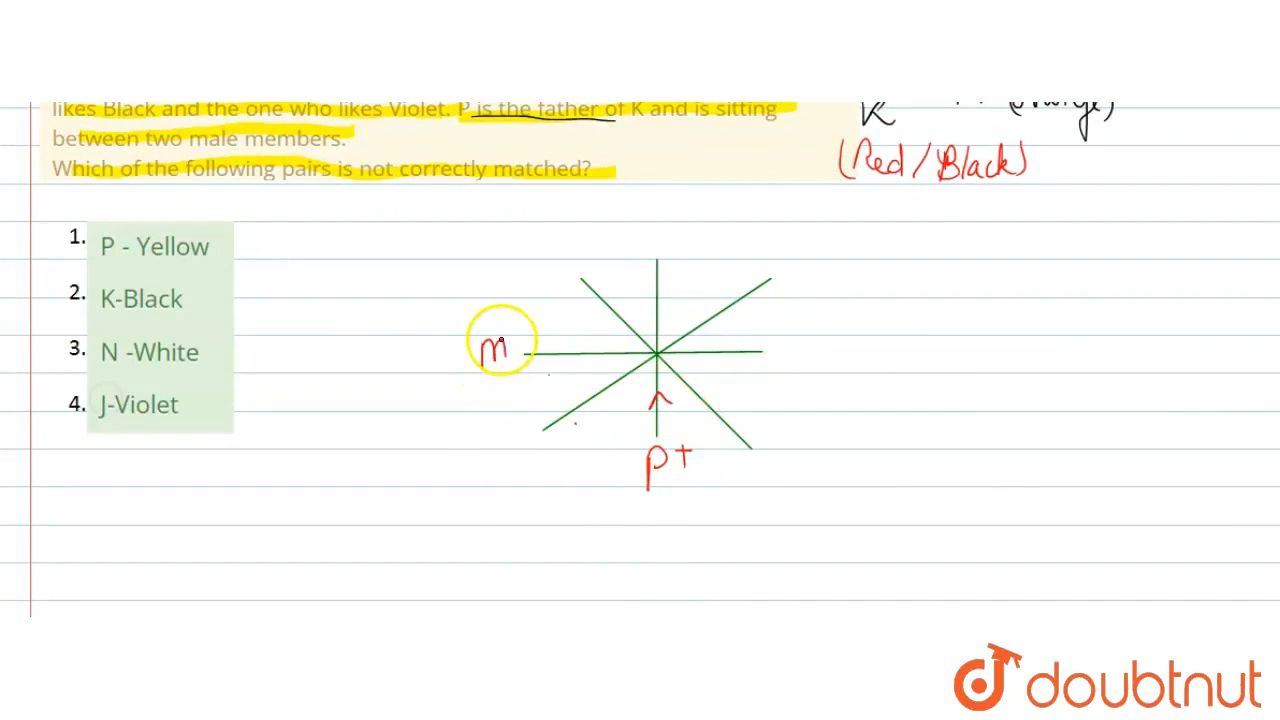 likes Black and the one who likes Violet. P is the father of K and is sitting
between two male members.
Which of the following pairs is not correctly matched?
K
(Red/Black)
1. P - Yellow
2. K-Black
3. N -White
4. J-Violet
m
P+
doubtnut